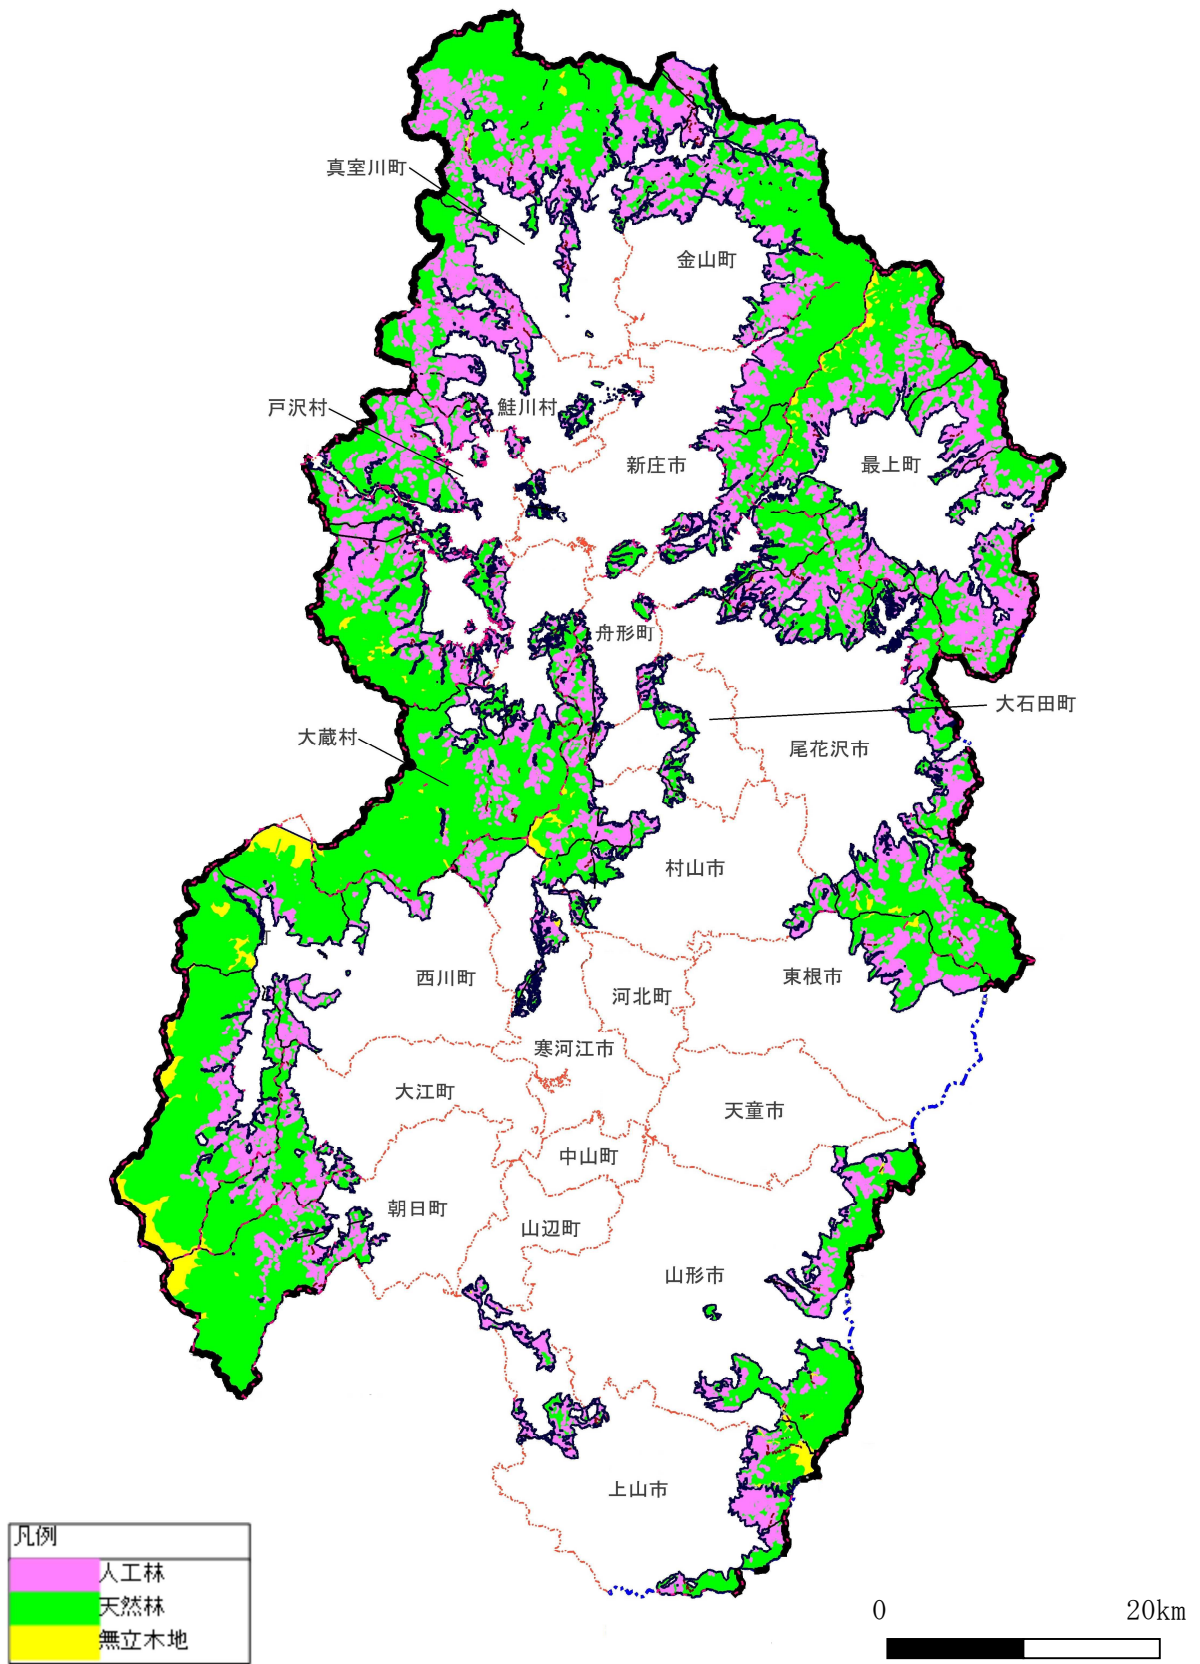 真室川町
金山町
戸沢村
鮭川村
新庄市
最上町
舟形町
大石田町
大蔵村
尾花沢市
村山市
西川町
河北町
東根市
寒河江市
大江町
天童市
中山町
朝日町
山辺町
山形市
上山市
凡例
人工林
天然林
無立木地
0 20km